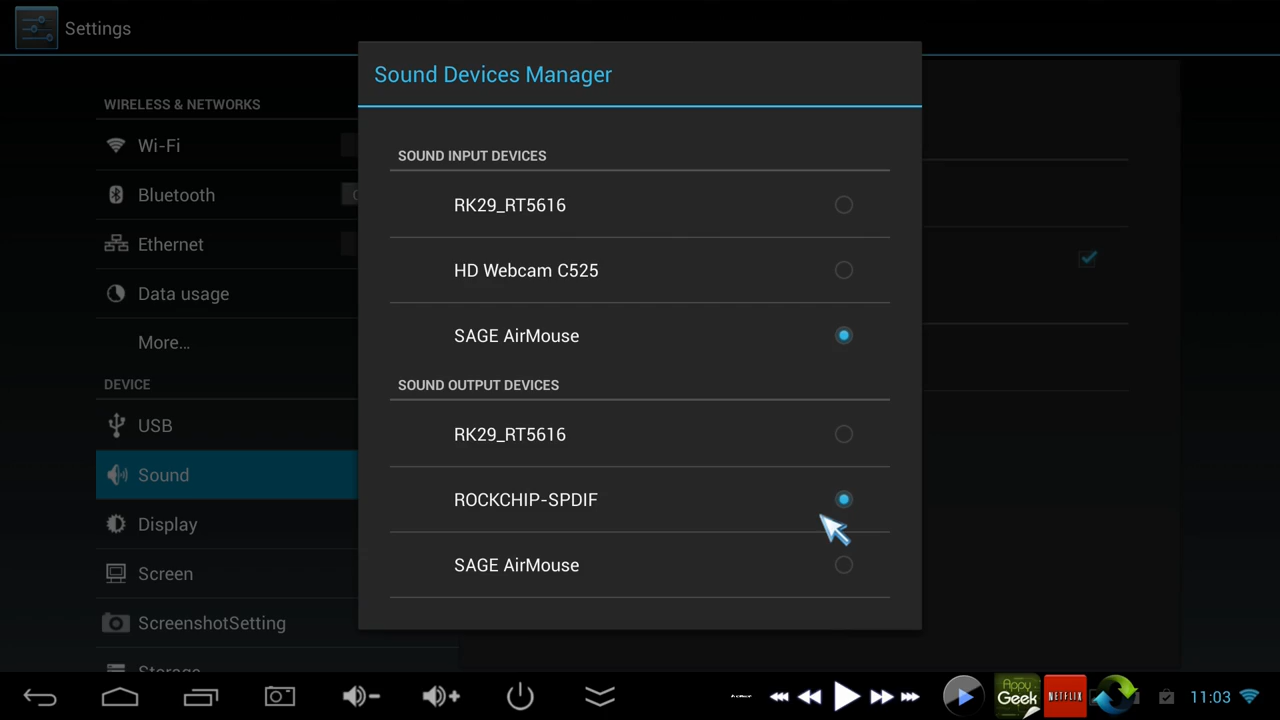 Settings
Sound Devices Manager
WIRELESS & NETWORKS
Wi-Fi
Bluetooth
Ethernet
Data usage
More...
DEVICE
USB
Sound
Display
Screen
ScreenshotSetting
Storage
SOUND INPUT DEVICES
RK29_RT5616
HD Webcam C525
SAGE AirMouse
SOUND OUTPUT DEVICES
RK29_RT5616
ROCKCHIP-SPDIF
SAGE AirMouse
Appy
Geek
NETFLIX
11:03